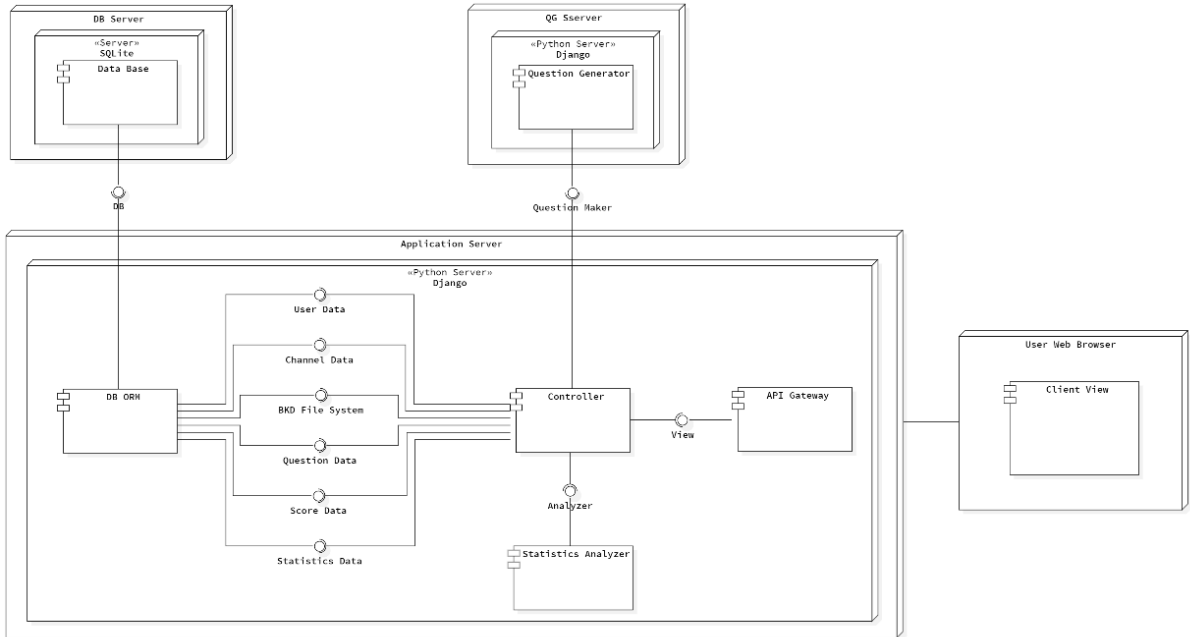 DB Server
«Server»
SQLite
Data Base
DB
QG Sserver
«Python Server»
Django
Question Generator
Question Maker
Application Server
«Python Server»
Django
User Data
Channel Data
BKD File System
Question Data
Score Data
Statistics Data
DB ORM
Controller
View
API Gateway
Analyzer
Statistics Analyzer
User Web Browser
Client View